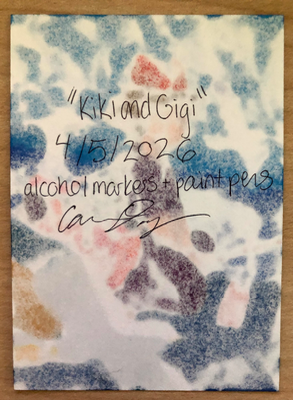 "Kiki and Gigi"
4/5/2026
alcohol markers + paint pens